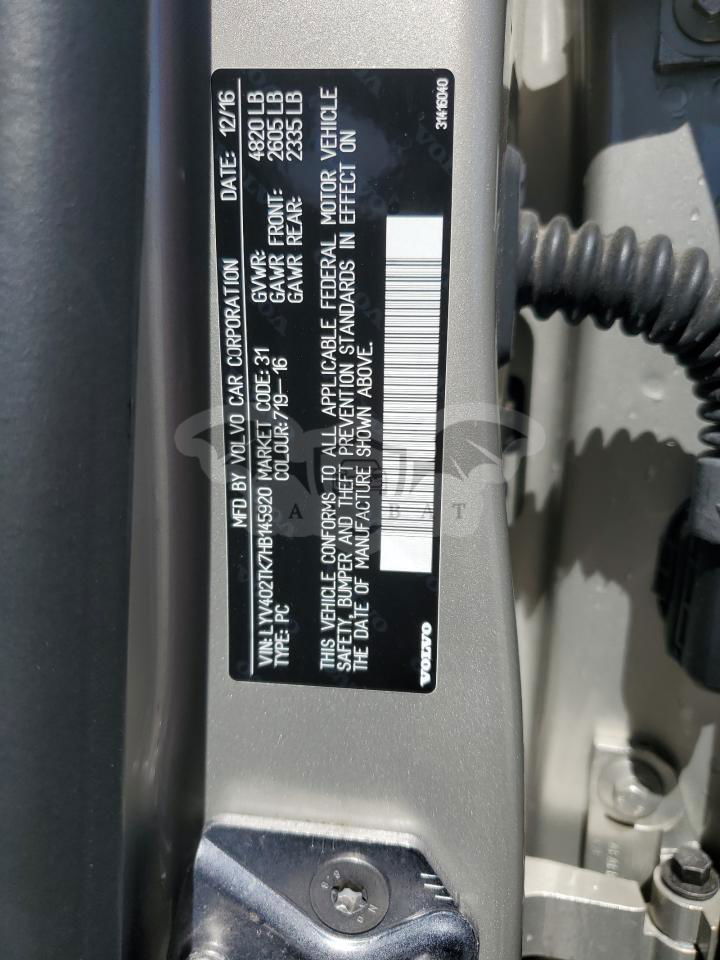 MFD BY VOLVO CAR CORPORATION DATE: 12/16
VIN: LYV402TK7HB145920 MARKET CODE: 31 GVWR: 4820 LB
TYPE: PC COLOUR: 719-16 GAWR FRONT: 2605 LB
GAWR REAR: 2335 LB
THIS VEHICLE CONFORMS TO ALL APPLICABLE FEDERAL MOTOR VEHICLE
SAFETY, BUMPER AND THEFT PREVENTION STANDARDS IN EFFECT ON
THE DATE OF MANUFACTURE SHOWN ABOVE.
VOLVO 31416040
8.8